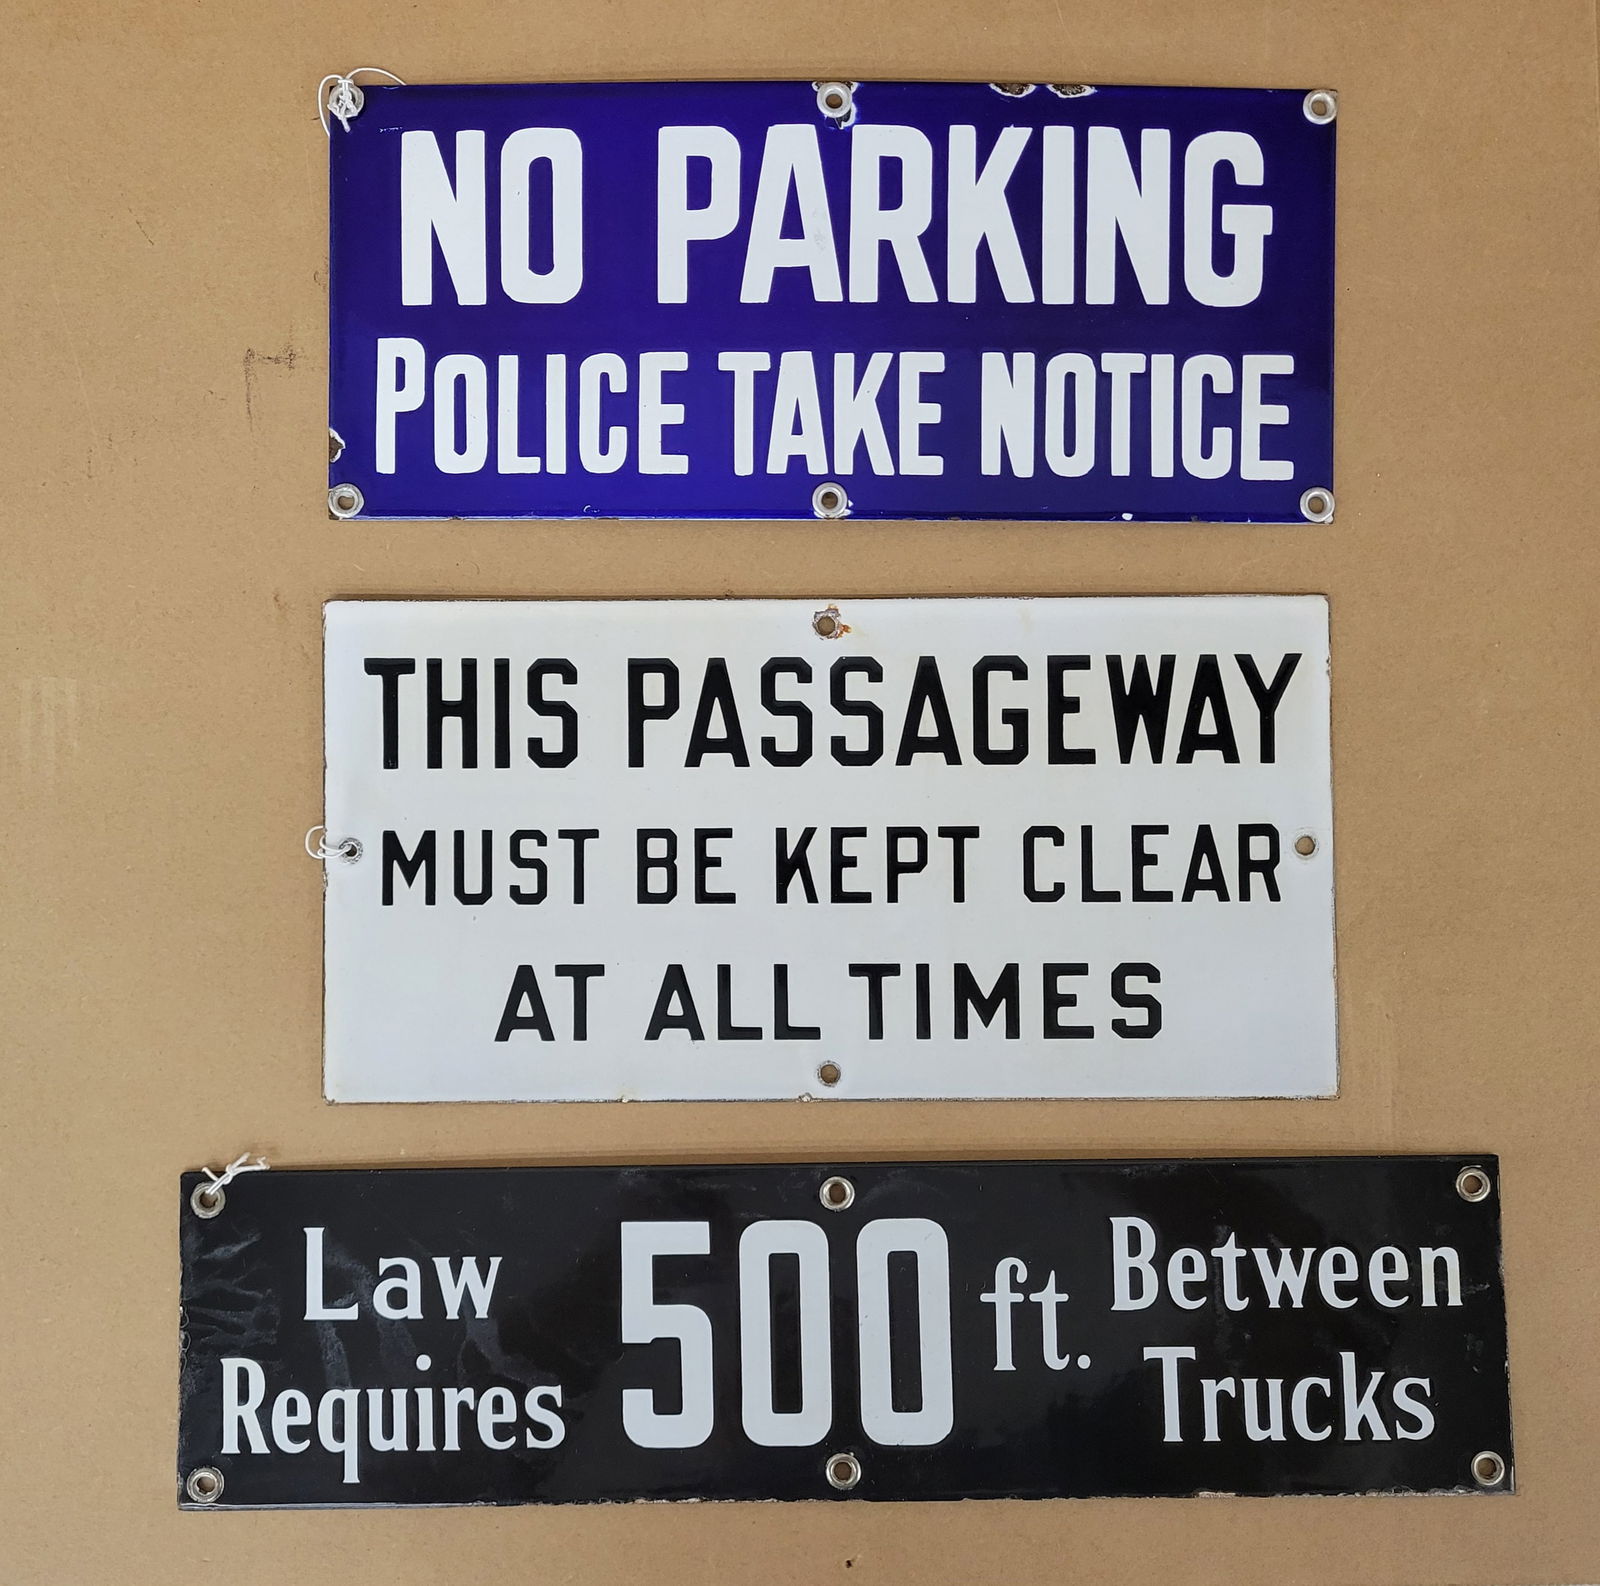 NO PARKING
POLICE TAKE NOTICE
THIS PASSAGEWAY
MUST BE KEPT CLEAR
AT ALL TIMES
Law
Requires
500 ft.
Between
Trucks